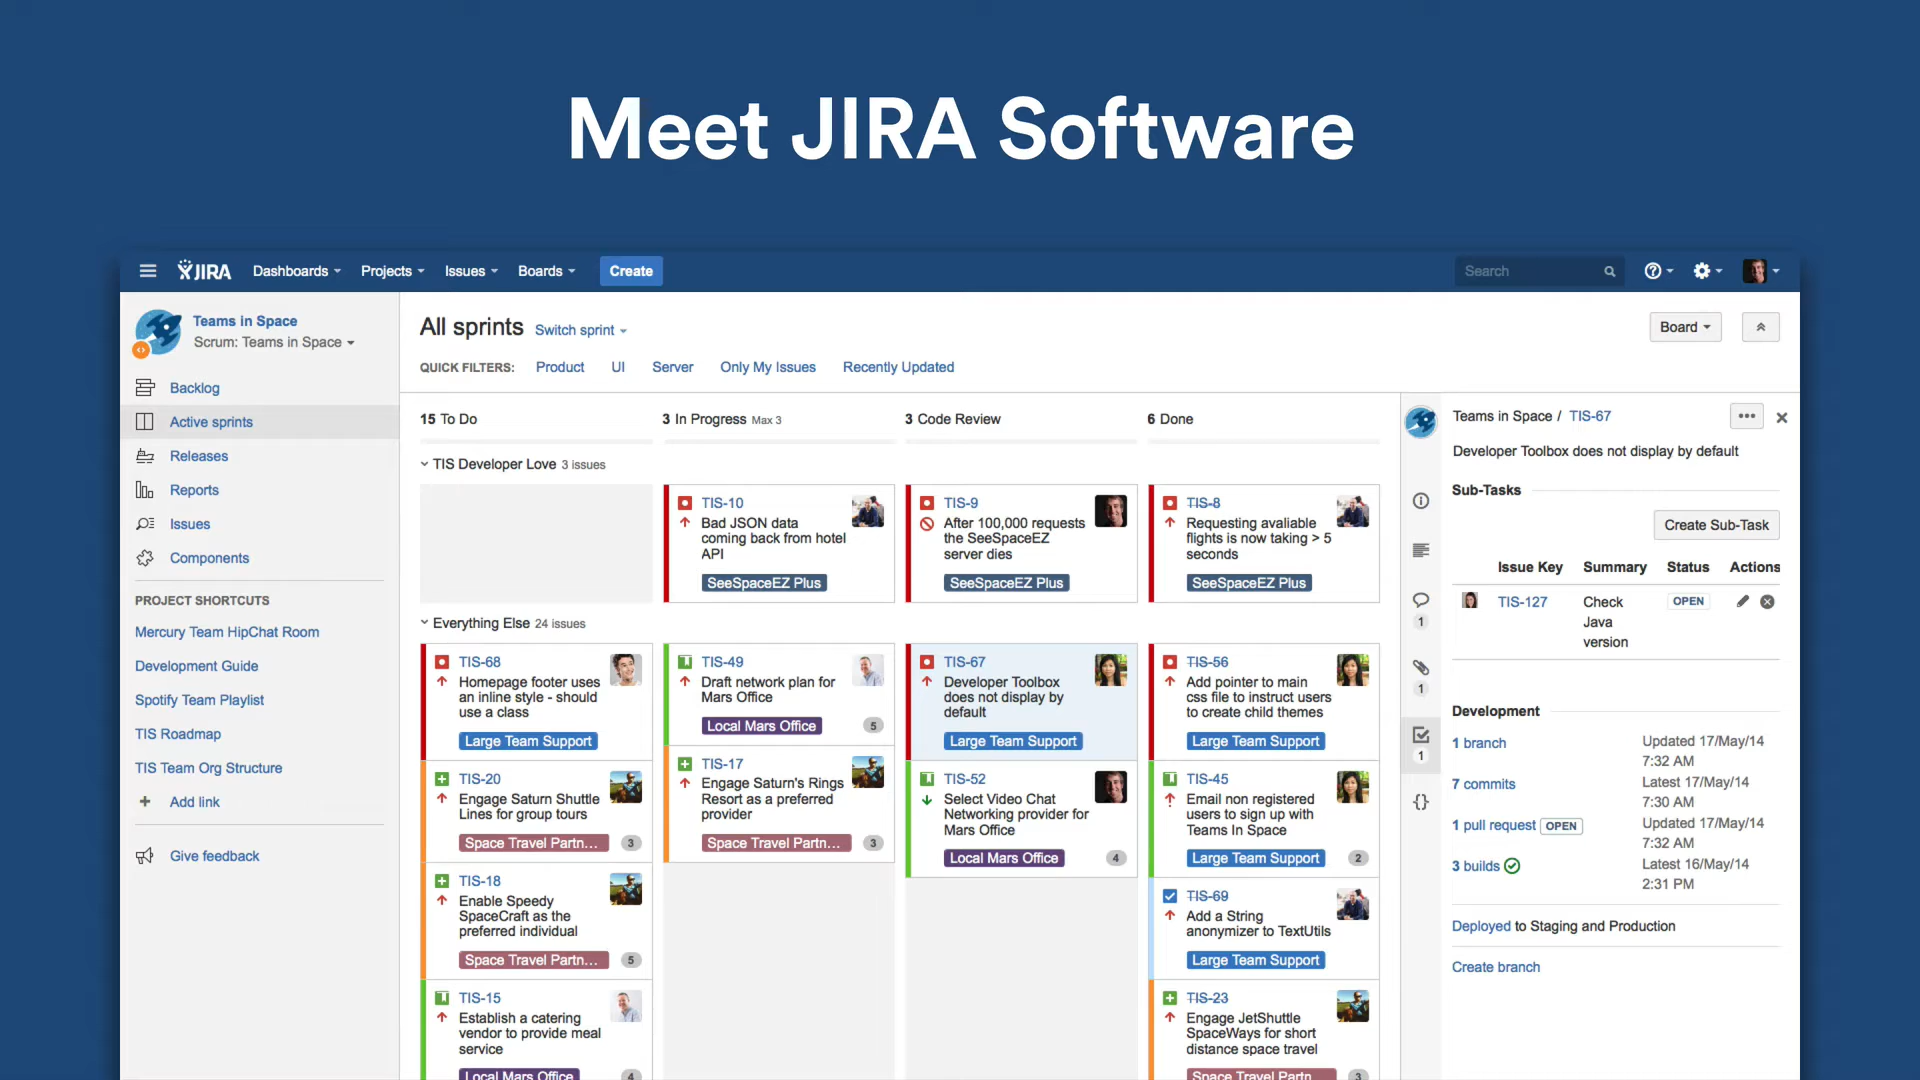 Meet JIRA Software
JIRA Dashboards Projects Issues Boards Create Search
Teams in Space
Scrum: Teams in Space
Backlog
Active sprints
Releases
Reports
Issues
Components
PROJECT SHORTCUTS
Mercury Team HipChat Room
Development Guide
Spotify Team Playlist
TIS Roadmap
TIS Team Org Structure
Add link
Give feedback
All sprints Switch sprint
Board
QUICK FILTERS: Product UI Server Only My Issues Recently Updated
15 To Do
3 In Progress Max 3
3 Code Review
6 Done
TIS Developer Love 3 issues
TIS-10
Bad JSON data
coming back from hotel
API
SeeSpaceEZ Plus
TIS-9
After 100,000 requests
the SeeSpaceEZ
server dies
SeeSpaceEZ Plus
TIS-8
Requesting avaliable
flights is now taking > 5
seconds
SeeSpaceEZ Plus
Everything Else 24 issues
TIS-68
Homepage footer uses
an inline style - should
use a class
Large Team Support
TIS-20
Engage Saturn Shuttle
Lines for group tours
Space Travel Partn... 3
TIS-18
Enable Speedy
SpaceCraft as the
preferred individual
Space Travel Partn... 5
TIS-15
Establish a catering
vendor to provide meal
service
Local Mars Office 4
TIS-49
Draft network plan for
Mars Office
Local Mars Office 5
TIS-17
Engage Saturn's Rings
Resort as a preferred
provider
Space Travel Partn... 3
TIS-67
Developer Toolbox
does not display by
default
Large Team Support
TIS-52
Select Video Chat
Networking provider for
Mars Office
Local Mars Office 4
TIS-56
Add pointer to main
css file to instruct users
to create child themes
Large Team Support
TIS-45
Email non registered
users to sign up with
Teams In Space
Large Team Support 2
TIS-69
Add a String
anonymizer to TextUtils
Large Team Support
TIS-23
Engage JetShuttle
SpaceWays for short
distance space travel
Space Travel Partn... 3
1
1
1
Teams in Space / TIS-67
Developer Toolbox does not display by default
Sub-Tasks
Create Sub-Task
Issue Key Summary Status Actions
TIS-127 Check OPEN
Java
version
Development
1 branch Updated 17/May/14
7:32 AM
7 commits Latest 17/May/14
7:30 AM
1 pull request OPEN Updated 17/May/14
7:32 AM
3 builds Latest 16/May/14
2:31 PM
Deployed to Staging and Production
Create branch